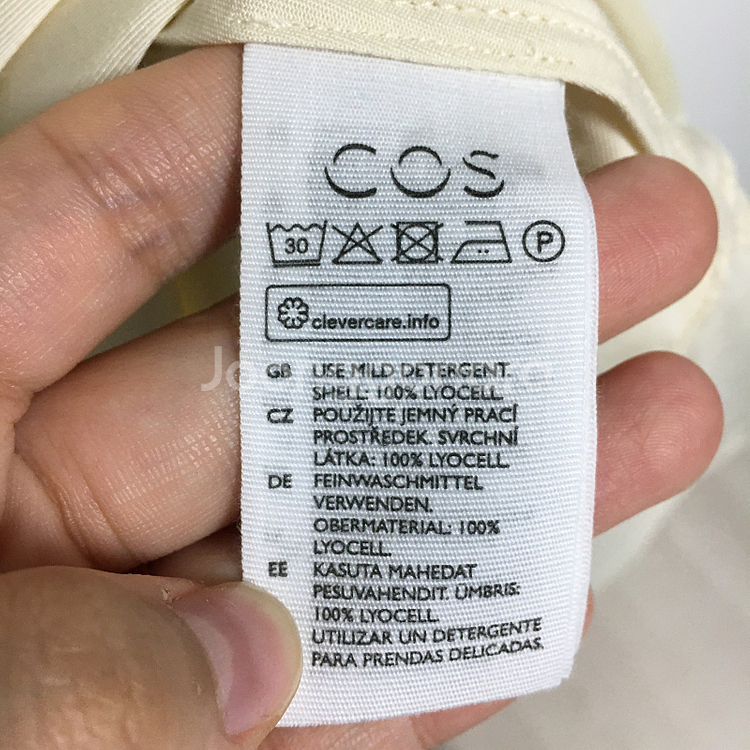 COS
30
P
clevercare.info
GB USE MILD DETERGENT.
SHELL: 100% LYOCELL
CZ POUŽIJTE JEMNÝ PRACÍ
PROSTŘEDEK. SVRCHNÍ
LÁTKA: 100% LYOCELL
DE FEINWASCHMITTEL
VERWENDEN.
OBERMATERIAL: 100%
LYOCELL
EE KASUTA MAHEDAT
PESUVAHENDIT. ÜMBRIS:
100% LYOCELL
UTILIZAR UN DETERGENTE
PARA PRENDAS DELICADAS.